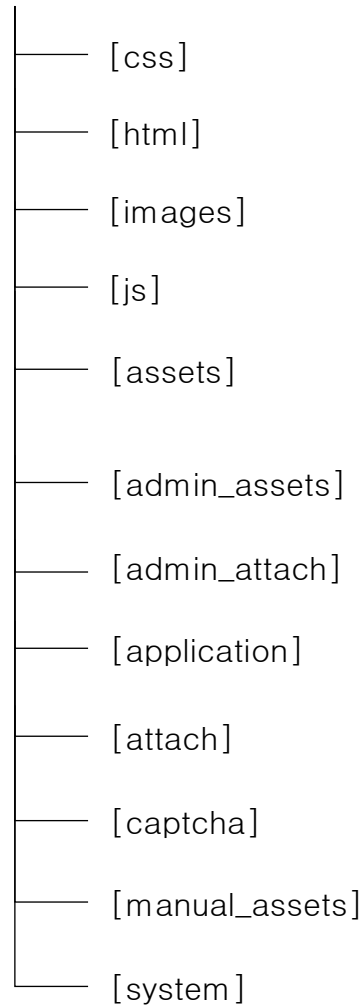 [css]
[html]
[images]
[js]
[assets]
[admin_assets]
[admin_attach]
[application]
[attach]
[captcha]
[manual_assets]
[system]